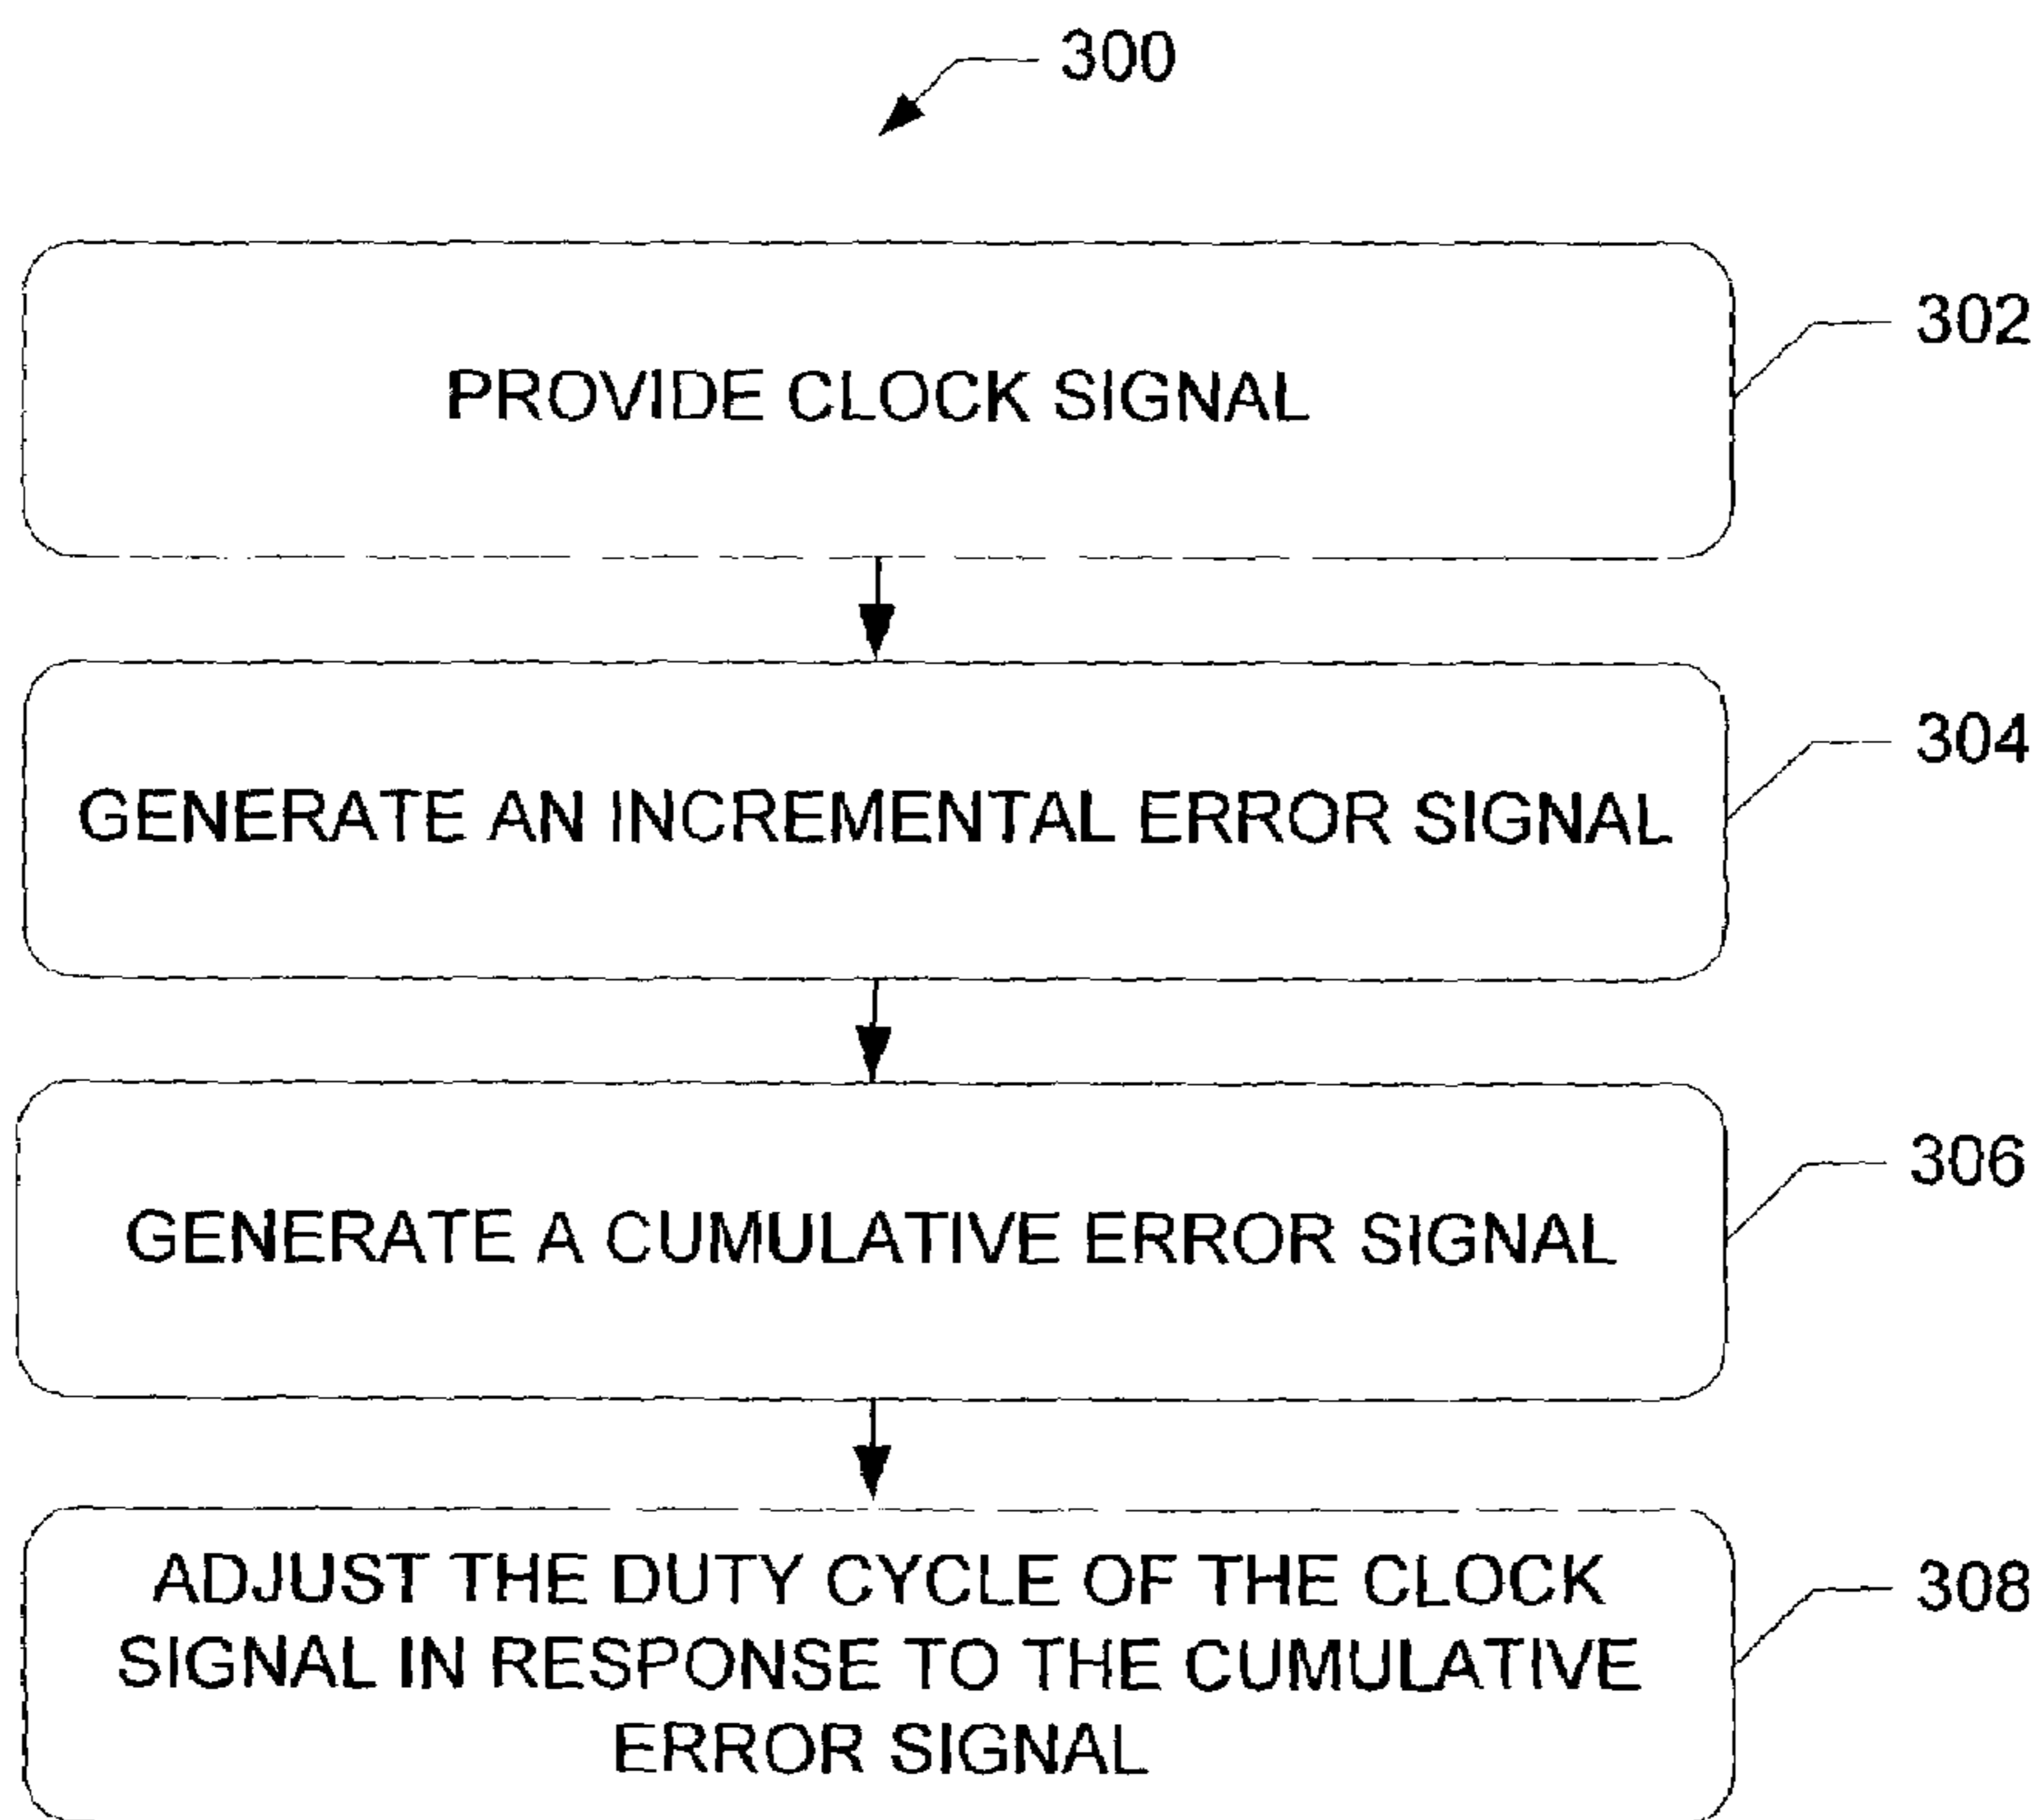 300
PROVIDE CLOCK SIGNAL
302
GENERATE AN INCREMENTAL ERROR SIGNAL
304
GENERATE A CUMULATIVE ERROR SIGNAL
306
ADJUST THE DUTY CYCLE OF THE CLOCK
SIGNAL IN RESPONSE TO THE CUMULATIVE
ERROR SIGNAL
308